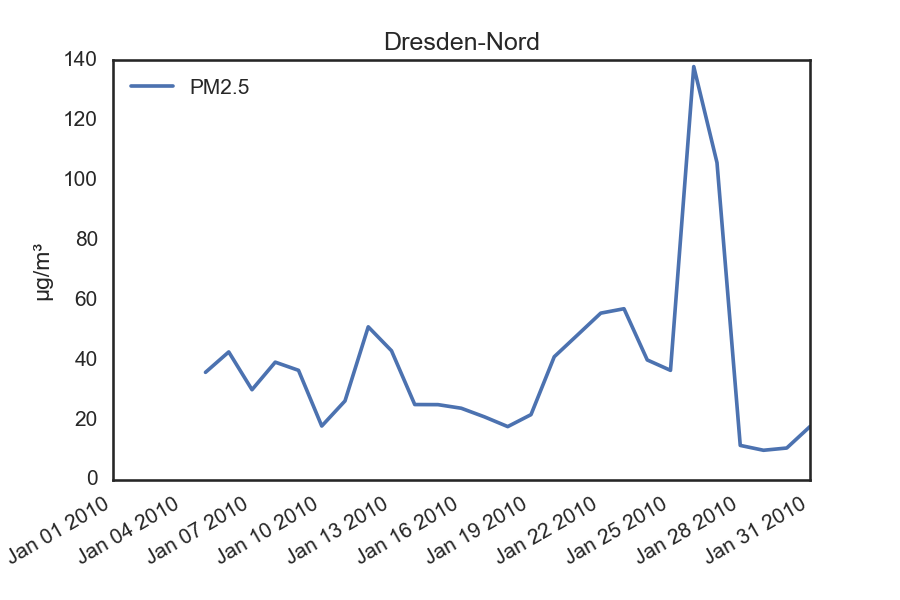 Dresden-Nord
140
PM2.5
120
100
80
µg/m³
60
40
20
0
Jan 01 2010
Jan 04 2010
Jan 07 2010
Jan 10 2010
Jan 13 2010
Jan 16 2010
Jan 19 2010
Jan 22 2010
Jan 25 2010
Jan 28 2010
Jan 31 2010